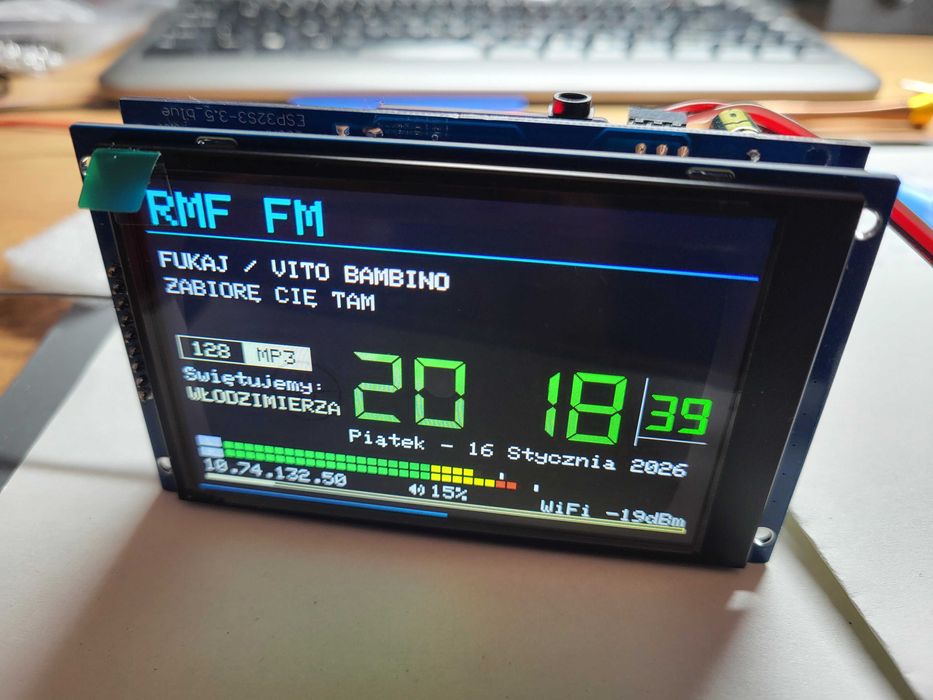 ESP32S3-3.5_blue
RMF FM
FUKAJ / VITO BAMBINO
ZABIORĘ CIĘ TAM
128 MP3
Świętujemy:
WŁODZIMIERZA
20 18 39
Piątek - 16 Stycznia 2026
10.74.132.50
15%
WiFi -19dBm